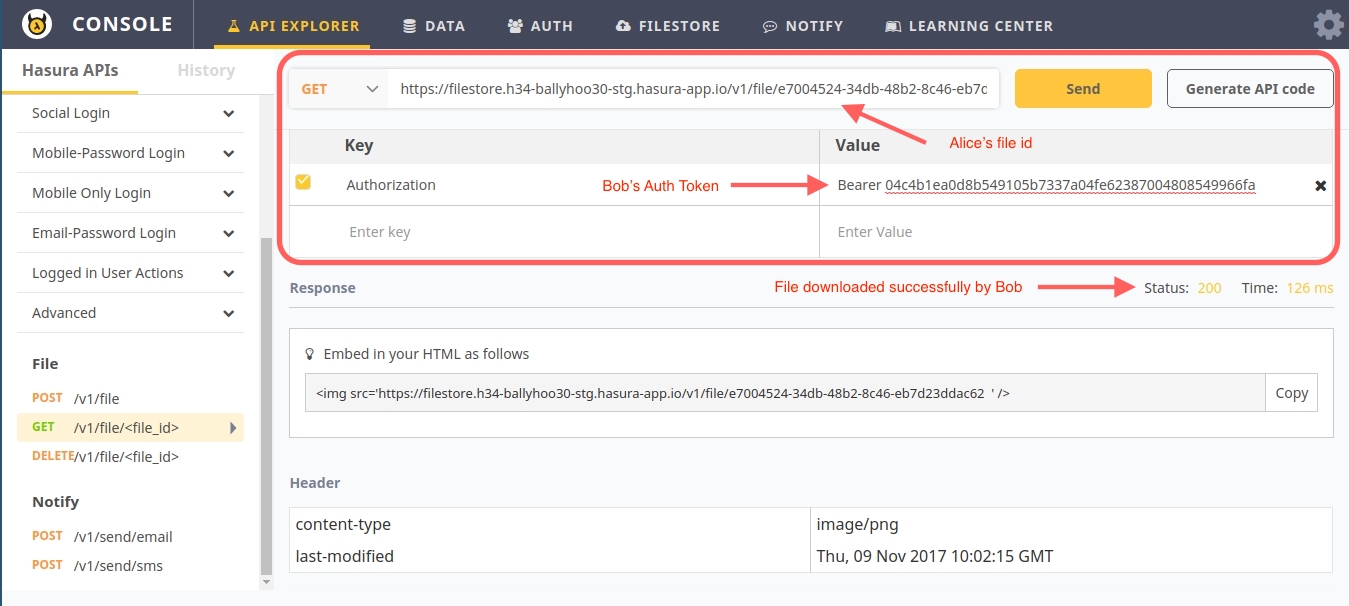 CONSOLE
API EXPLORER
DATA
AUTH
FILESTORE
NOTIFY
LEARNING CENTER
Hasura APIs
History
Social Login
Mobile-Password Login
Mobile Only Login
Email-Password Login
Logged in User Actions
Advanced
File
POST /v1/file
GET /v1/file/<file_id>
DELETE/v1/file/<file_id>
Notify
POST /v1/send/email
POST /v1/send/sms
GET
https://filestore.h34-ballyhoo30-stg.hasura-app.io/v1/file/e7004524-34db-48b2-8c46-eb7d
Send
Generate API code
Alice's file id
Key
Value
Authorization
Bob's Auth Token
Bearer 04c4b1ea0d8b549105b7337a04fe62387004808549966fa
Enter key
Enter Value
Response
File downloaded successfully by Bob
Status: 200
Time: 126 ms
Embed in your HTML as follows
<img src='https://filestore.h34-ballyhoo30-stg.hasura-app.io/v1/file/e7004524-34db-48b2-8c46-eb7d23ddac62 ' />
Copy
Header
content-type
image/png
last-modified
Thu, 09 Nov 2017 10:02:15 GMT